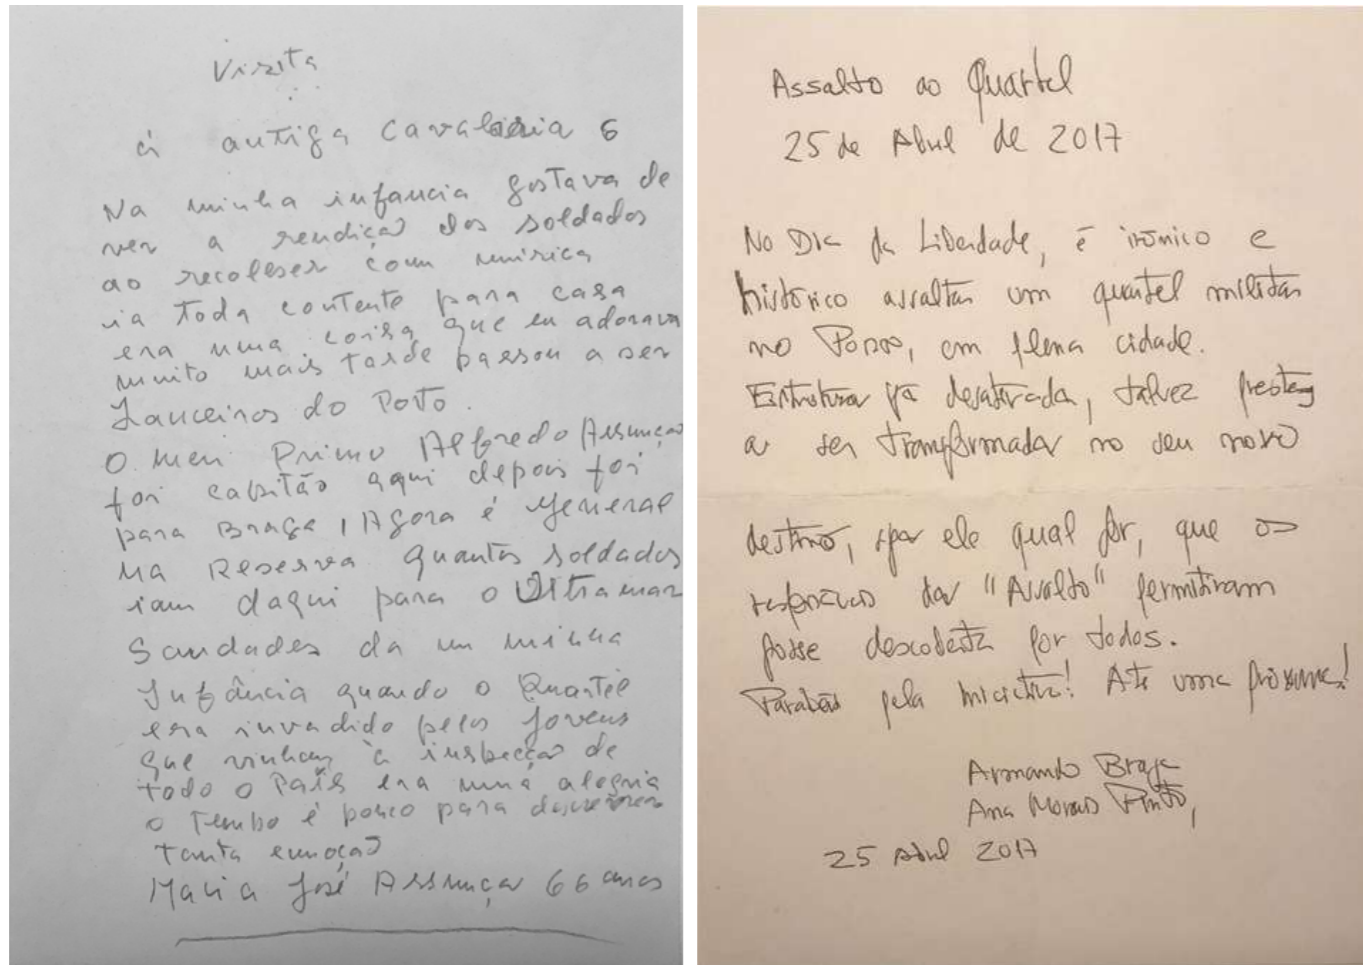 Visita
à antiga Cavalaria 6
Na minha infancia gostava de
ver a rendiçaõ dos soldados
ao recolher com música
ia toda contente para casa
era uma coisa que eu adorava
muito mais tarde passou a ser
Lanceiros do Porto.
O meu Primo Alfredo Assunçaõ
foi capitão aqui depois foi
para Braga, Agora é General
na Reserva quantos soldados
iam daqui para o Ultramar
Saudades da minha
Infância quando o Quartel
era invadido pelos Jovens
que vinham à inspecçaõ de
todo o País era uma alegria
o Tempo é pouco para descrever
tanta emoçaõ
Maria José Assunçaõ 66 anos
Assalto ao Quartel
25 de Abril de 2017
No Dia da Liberdade, é irónico e
histórico assaltar um quartel militar
no Porto, em plena cidade.
Estrutura já desativada, talvez prestes
a ser transformada no seu novo
destino, seja ele qual for, que os
responsáveis do "Assalto" permitiram
fosse descoberta por todos.
Parabéns pela iniciativa! Até uma próxima!
Armando Braga
Ana Morais Pinto,
25 Abril 2017